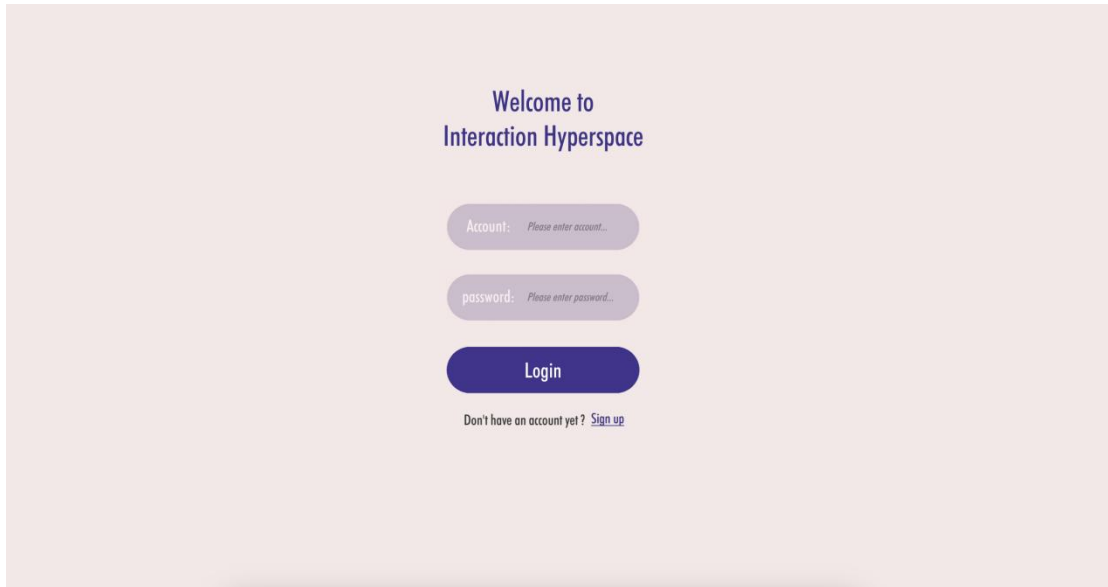 Welcome to
Interaction Hyperspace
Account: Please enter account...
password: Please enter password...
Login
Don't have an account yet ? Sign up